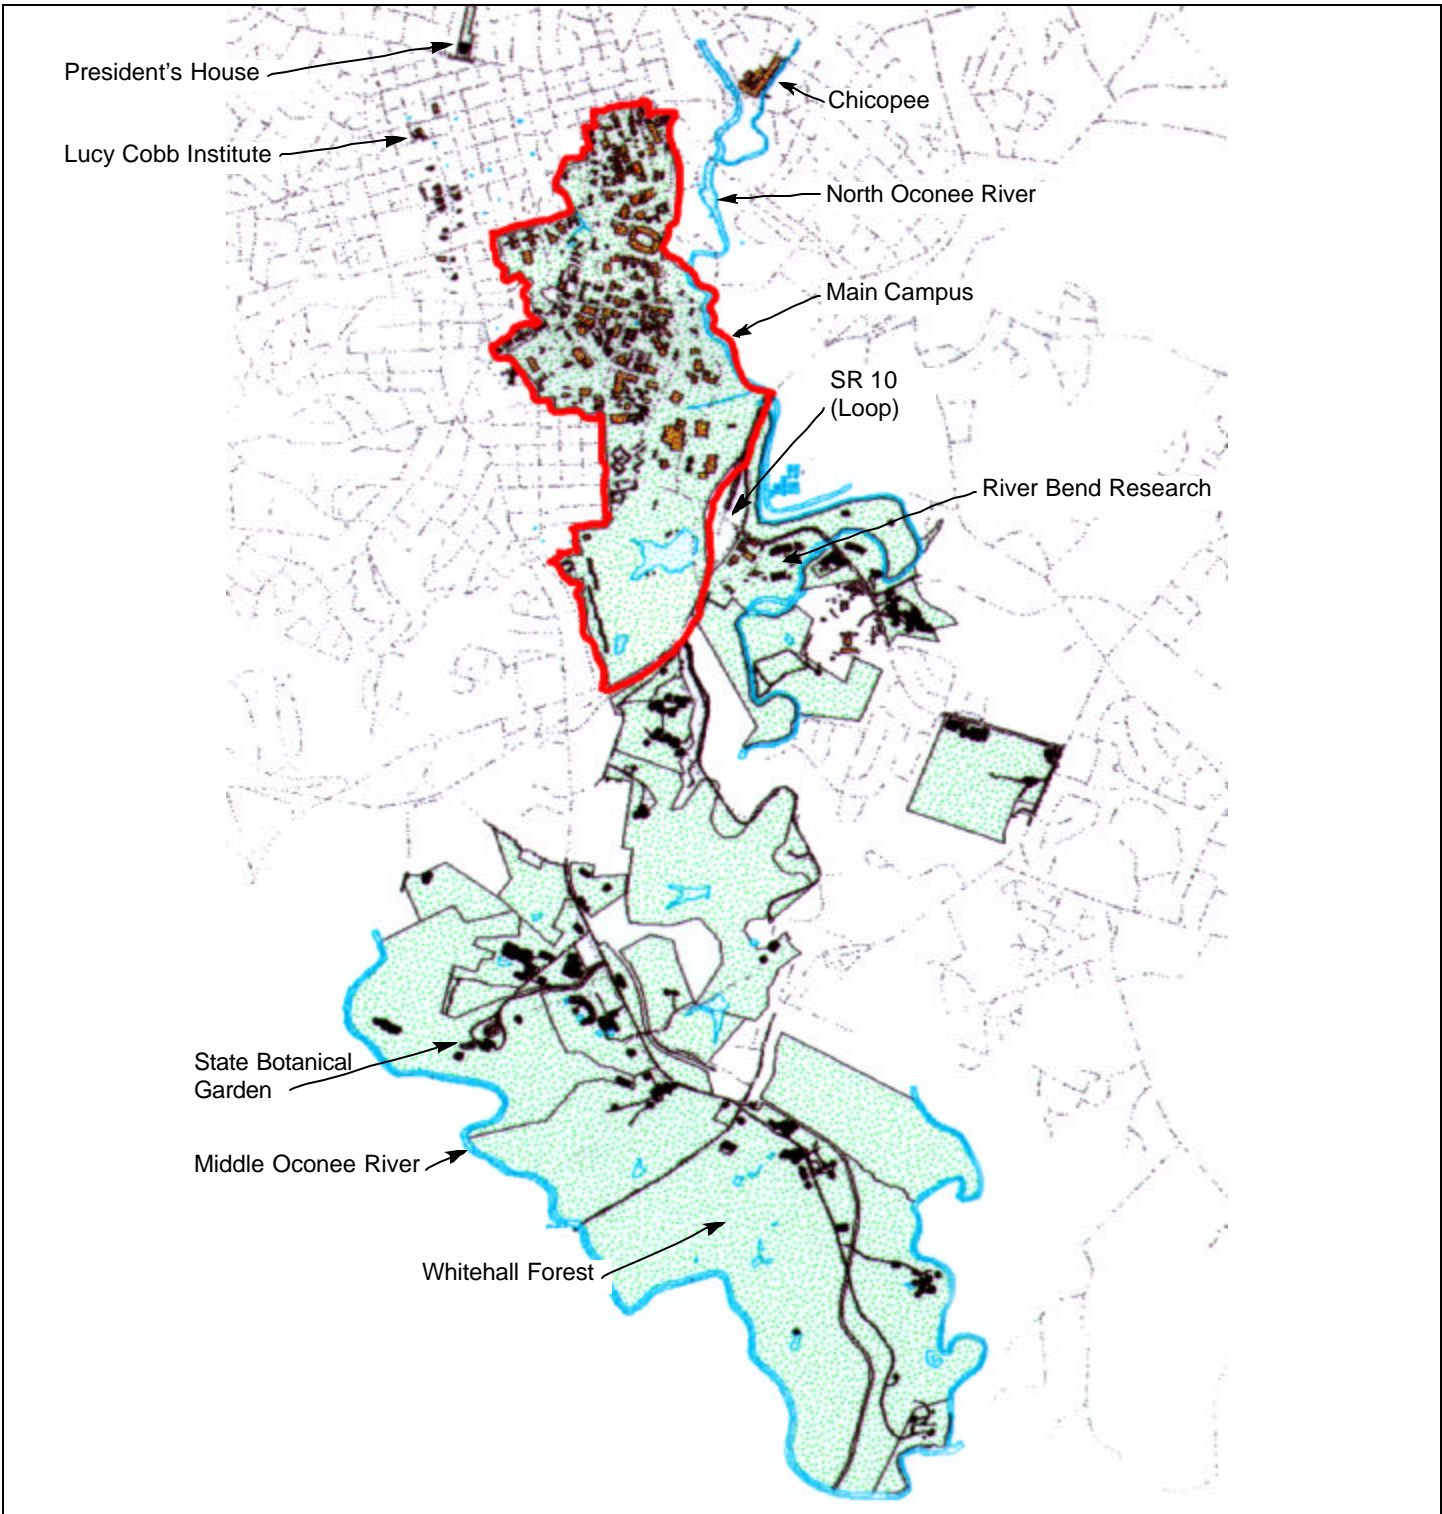 President's House
Chicopee
Lucy Cobb Institute
North Oconee River
Main Campus
SR 10
(Loop)
River Bend Research
State Botanical
Garden
Middle Oconee River
Whitehall Forest